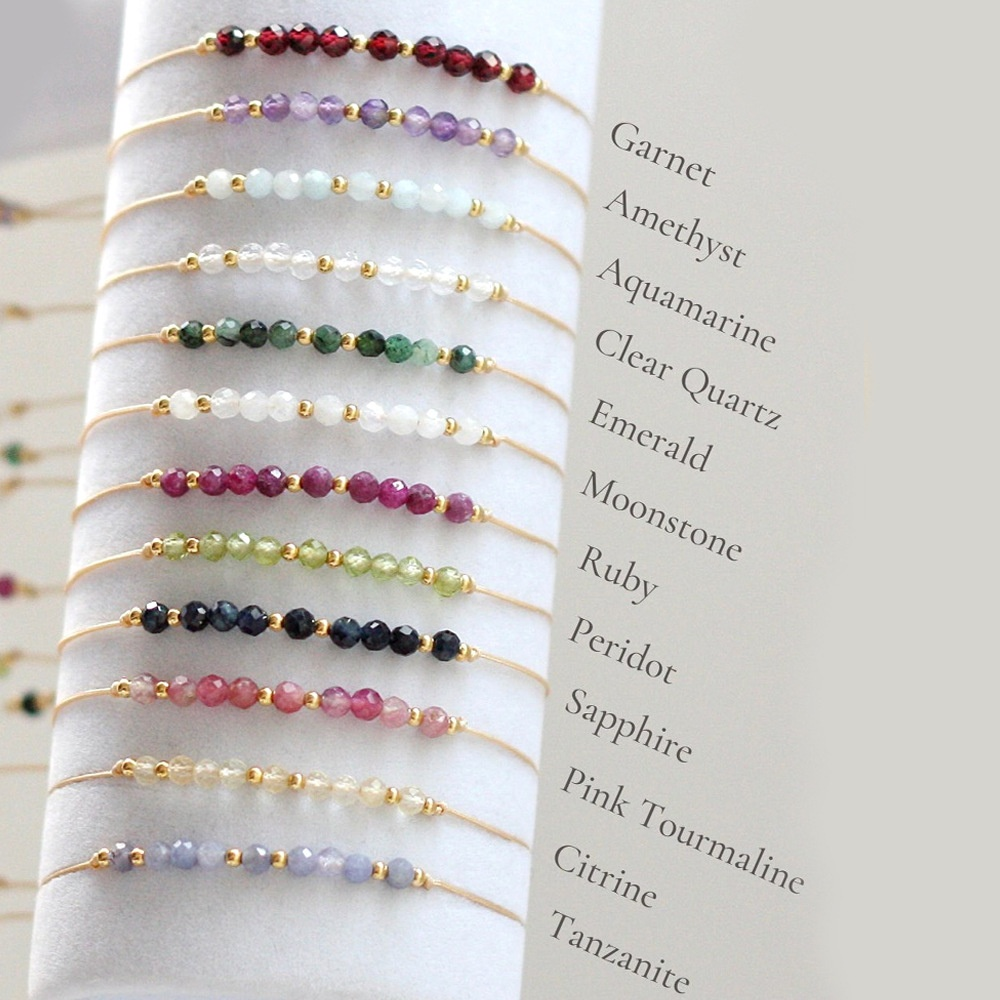 Garnet
Amethyst
Aquamarine
Clear Quartz
Emerald
Moonstone
Ruby
Peridot
Sapphire
Pink Tourmaline
Citrine
Tanzanite